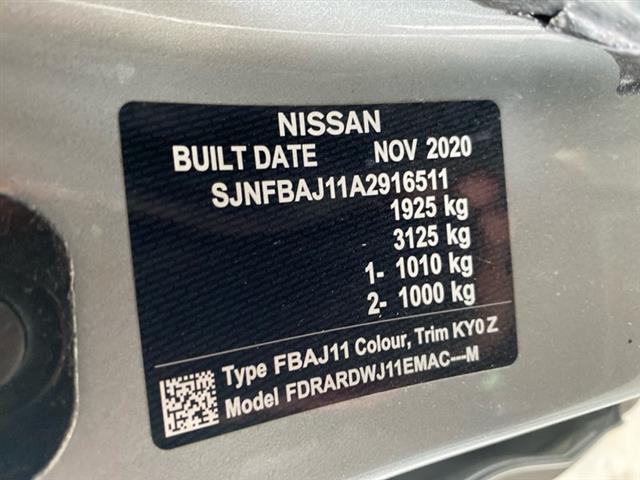 NISSAN
BUILT DATE NOV 2020
SJNFBAJ11A2916511
1925 kg
3125 kg
1- 1010 kg
2- 1000 kg
Type FBAJ11 Colour, Trim KY0 Z
Model FDRARDWJ11EMAC---M